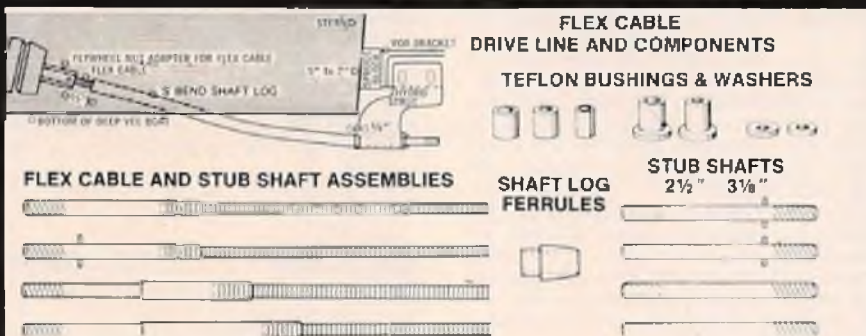 FLEX CABLE
DRIVE LINE AND COMPONENTS
FLYWHEEL NUT ADAPTER FOR FLEX CABLE
FLEX CABLE
S BEND SHAFT LOG
BOTTOM OF DEEP VEE BOAT
BRACKET
TEFLON BUSHINGS & WASHERS
FLEX CABLE AND STUB SHAFT ASSEMBLIES
SHAFT LOG
FERRULES
STUB SHAFTS
2½" 3⅛"